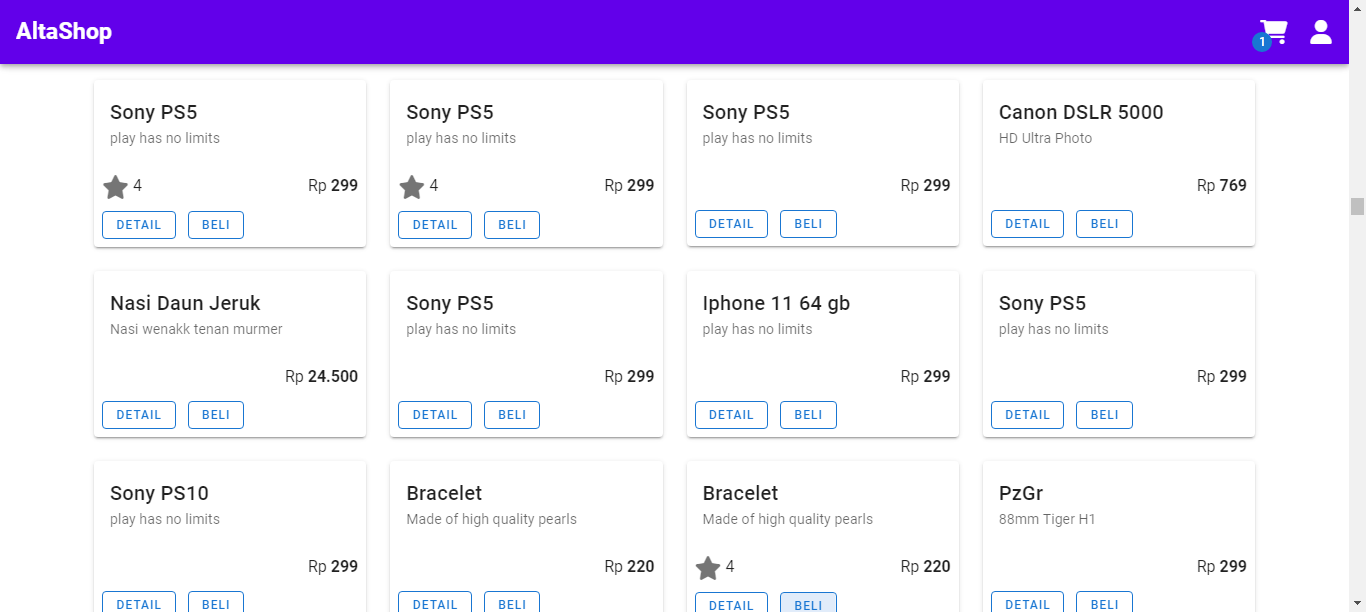 AltaShop
1
Sony PS5
play has no limits
4
Rp 299
DETAIL
BELI
Sony PS5
play has no limits
4
Rp 299
DETAIL
BELI
Sony PS5
play has no limits
Rp 299
DETAIL
BELI
Canon DSLR 5000
HD Ultra Photo
Rp 769
DETAIL
BELI
Nasi Daun Jeruk
Nasi wenakk tenan murmer
Rp 24.500
DETAIL
BELI
Sony PS5
play has no limits
Rp 299
DETAIL
BELI
Iphone 11 64 gb
play has no limits
Rp 299
DETAIL
BELI
Sony PS5
play has no limits
Rp 299
DETAIL
BELI
Sony PS10
play has no limits
Rp 299
DETAIL
BELI
Bracelet
Made of high quality pearls
Rp 220
DETAIL
BELI
Bracelet
Made of high quality pearls
4
Rp 220
DETAIL
BELI
PzGr
88mm Tiger H1
Rp 299
DETAIL
BELI